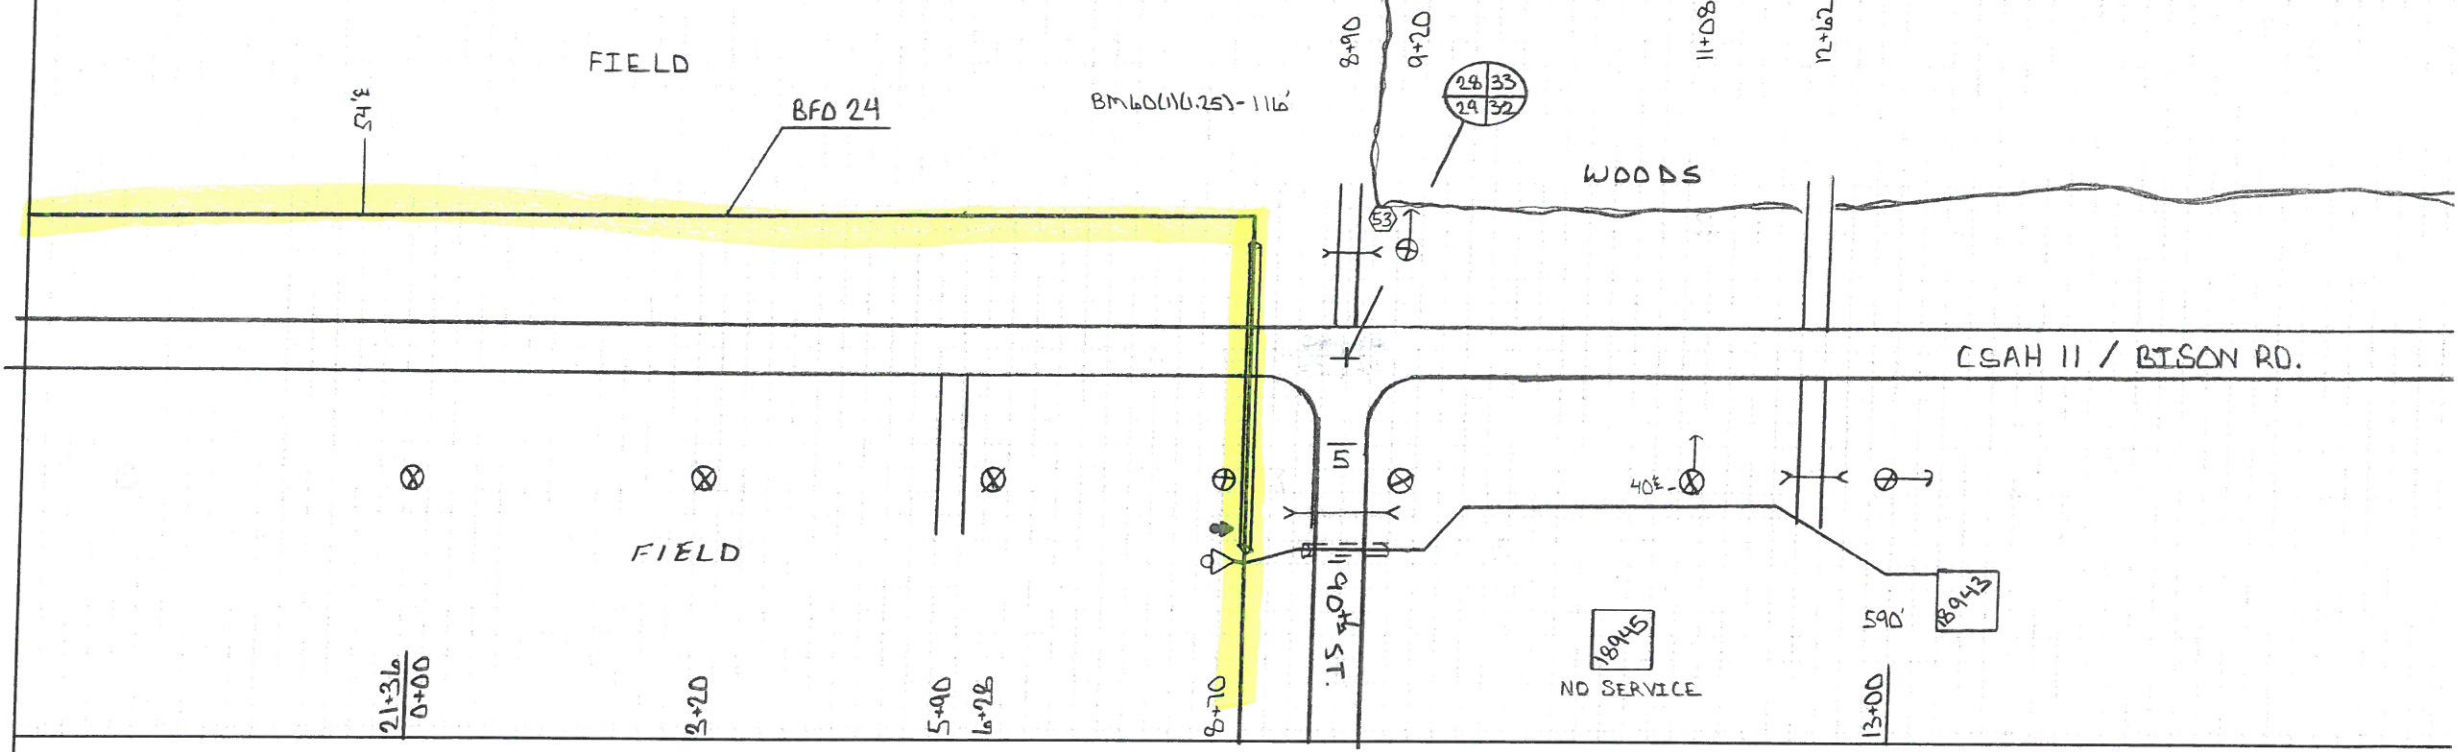 8+90
9+20
11+08
12+62
FIELD
28 33
29 32
54'±
BFD 24
BM60(1)(1.25)-116'
WOODS
53
CSAH 11 / BISON RD.
15
40±-
FIELD
190th ST.
18945
NO SERVICE
590'
18943
21+36
0+00
3+20
5+90
6+28
8+70
13+00